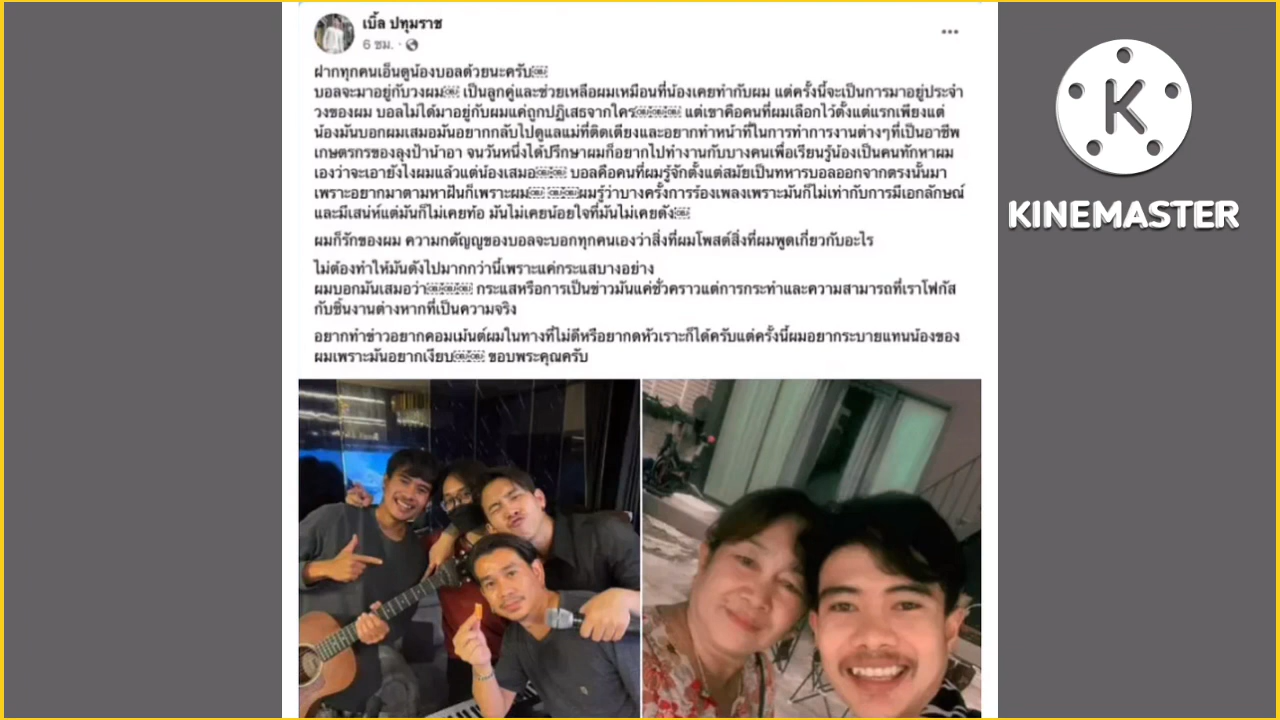 เบิ้ล ปทุมราช
6 ชม. ·
ฝากทุกคนเอ็นดูน้องบอลด้วยนะครับ
บอลจะมาอยู่กับวงผม เป็นลูกคู่และช่วยเหลือผมเหมือนที่น้องเคยทำกับผม แต่ครั้งนี้จะเป็นการมาอยู่ประจำ
วงของผม บอลไม่ได้มาอยู่กับผมแค่ถูกปฏิเสธจากใคร แต่เขาคือคนที่ผมเลือกไว้ตั้งแต่แรกเพียงแต่
น้องมันบอกผมเสมอมันอยากกลับไปดูแลแม่ที่ติดเตียงและอยากทำหน้าที่ในการทำการงานต่างๆที่เป็นอาชีพ
เกษตรกรของลุงป้าน้าอา จนวันหนึ่งได้ปรึกษาผมก็อยากไปทำงานกับบางคนเพื่อเรียนรู้น้องเป็นคนทักหาผม
เองว่าจะเอายังไงผมแล้วแต่น้องเสมอ บอลคือคนที่ผมรู้จักตั้งแต่สมัยเป็นทหารบอลออกจากตรงนั้นมา
เพราะอยากมาตามหาฝันก็เพราะผม ผมรู้ว่าบางครั้งการร้องเพลงเพราะมันก็ไม่เท่ากับการมีเอกลักษณ์
และมีเสน่ห์แต่มันก็ไม่เคยท้อ มันไม่เคยน้อยใจที่มันไม่เคยดัง
ผมก็รักของผม ความกตัญญูของบอลจะบอกทุกคนเองว่าสิ่งที่ผมโพสต์สิ่งที่ผมพูดเกี่ยวกับอะไร
ไม่ต้องทำให้มันดังไปมากกว่านี้เพราะแค่กระแสบางอย่าง
ผมบอกมันเสมอว่า กระแสหรือการเป็นข่าวมันแค่ชั่วคราวแต่การกระทำและความสามารถที่เราโฟกัส
กับชิ้นงานต่างหากที่เป็นความจริง
อยากทำข่าวอยากคอมเม้นต์ผมในทางที่ไม่ดีหรืออยากดหัวเราะก็ได้ครับแต่ครั้งนี้ผมอยากระบายแทนน้องของ
ผมเพราะมันอยากเงียบ ขอบพระคุณครับ
KINEMASTER